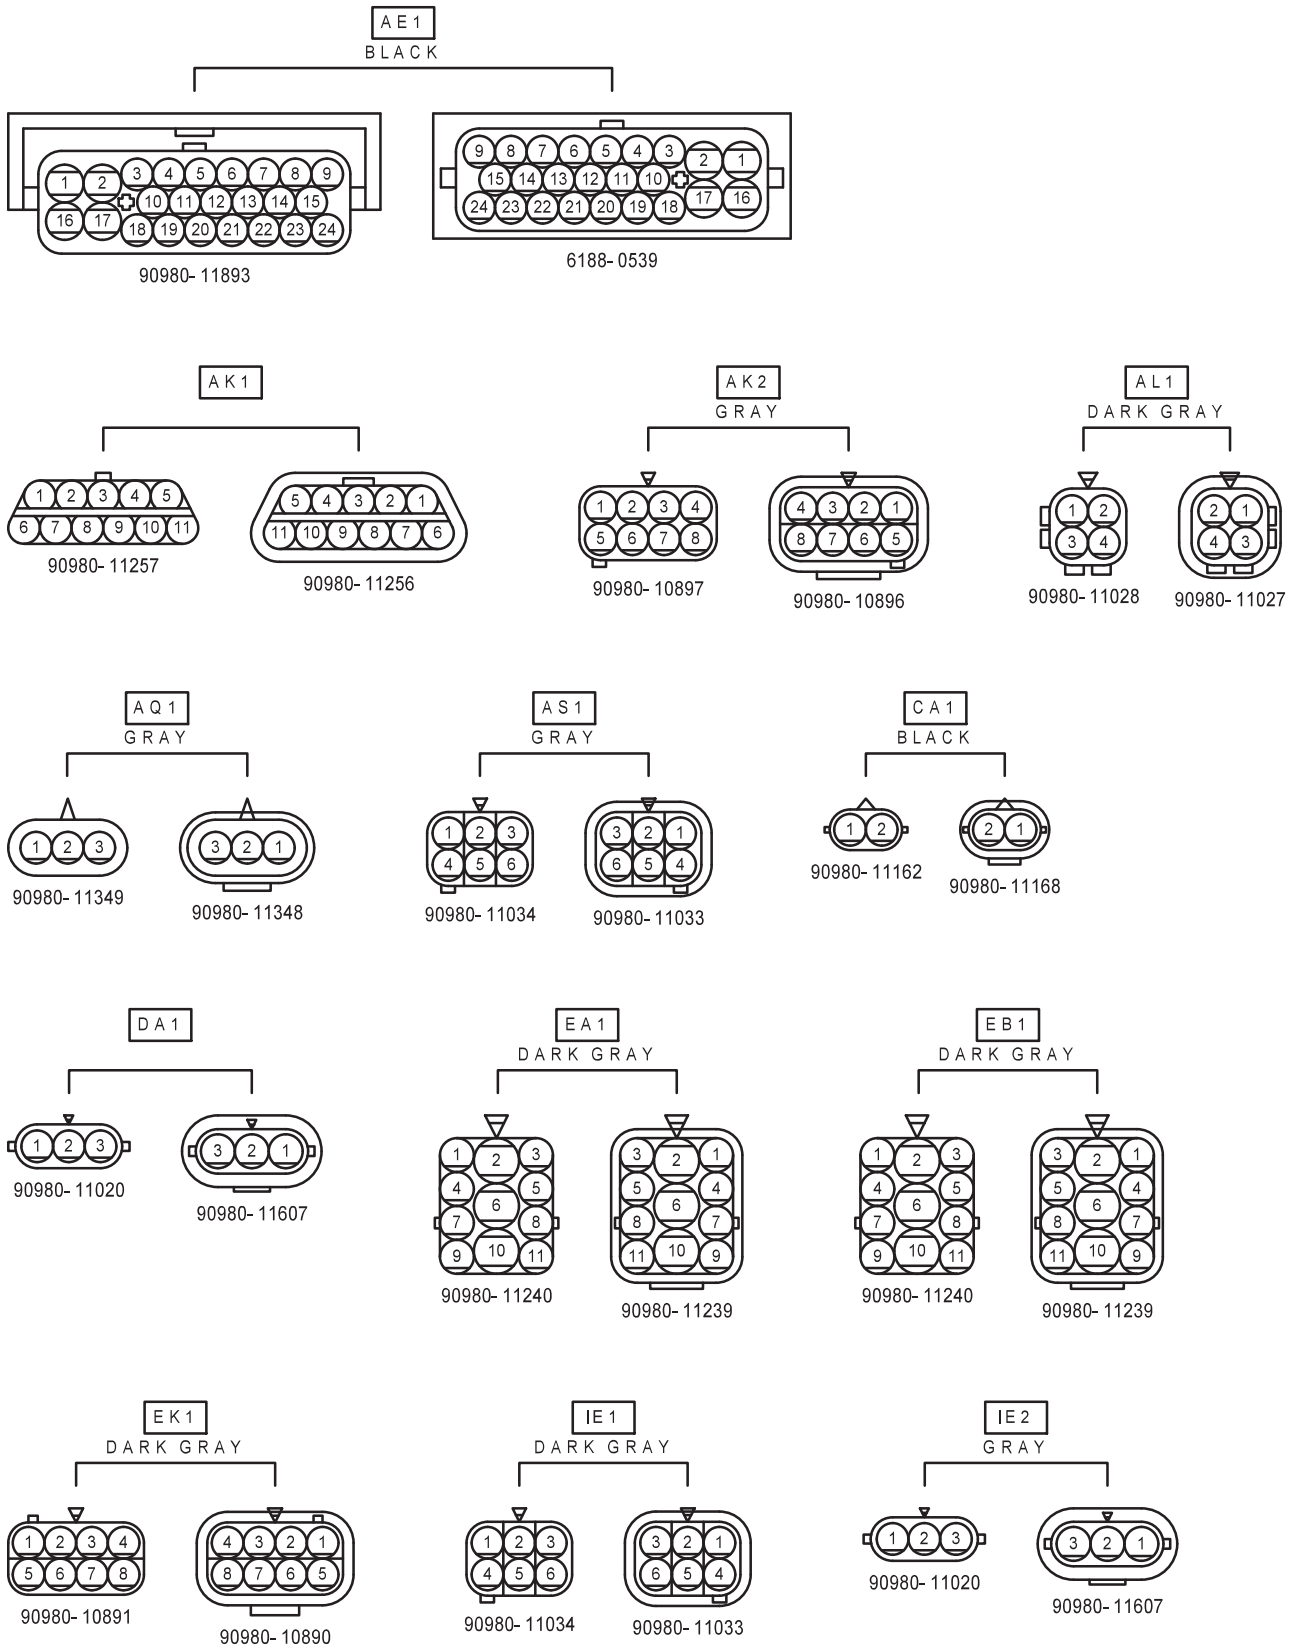 AE1
BLACK
1 2 3 4 5 6 7 8 9
10 11 12 13 14 15
16 17 18 19 20 21 22 23 24
90980-11893
9 8 7 6 5 4 3 2 1
15 14 13 12 11 10
24 23 22 21 20 19 18 17 16
6188-0539
AK1
1 2 3 4 5
6 7 8 9 10 11
90980-11257
5 4 3 2 1
11 10 9 8 7 6
90980-11256
AK2
GRAY
1 2 3 4
5 6 7 8
90980-10897
4 3 2 1
8 7 6 5
90980-10896
AL1
DARK GRAY
1 2
3 4
90980-11028
2 1
4 3
90980-11027
AQ1
GRAY
1 2 3
90980-11349
3 2 1
90980-11348
AS1
GRAY
1 2 3
4 5 6
90980-11034
3 2 1
6 5 4
90980-11033
CA1
BLACK
1 2
90980-11162
2 1
90980-11168
DA1
1 2 3
90980-11020
3 2 1
90980-11607
EA1
DARK GRAY
1 2 3
4 5
6
7 8
9 10 11
90980-11240
3 2 1
5 4
6
8 7
11 10 9
90980-11239
EB1
DARK GRAY
1 2 3
4 5
6
7 8
9 10 11
90980-11240
3 2 1
5 4
6
8 7
11 10 9
90980-11239
EK1
DARK GRAY
1 2 3 4
5 6 7 8
90980-10891
4 3 2 1
8 7 6 5
90980-10890
IE1
DARK GRAY
1 2 3
4 5 6
90980-11034
3 2 1
6 5 4
90980-11033
IE2
GRAY
1 2 3
90980-11020
3 2 1
90980-11607